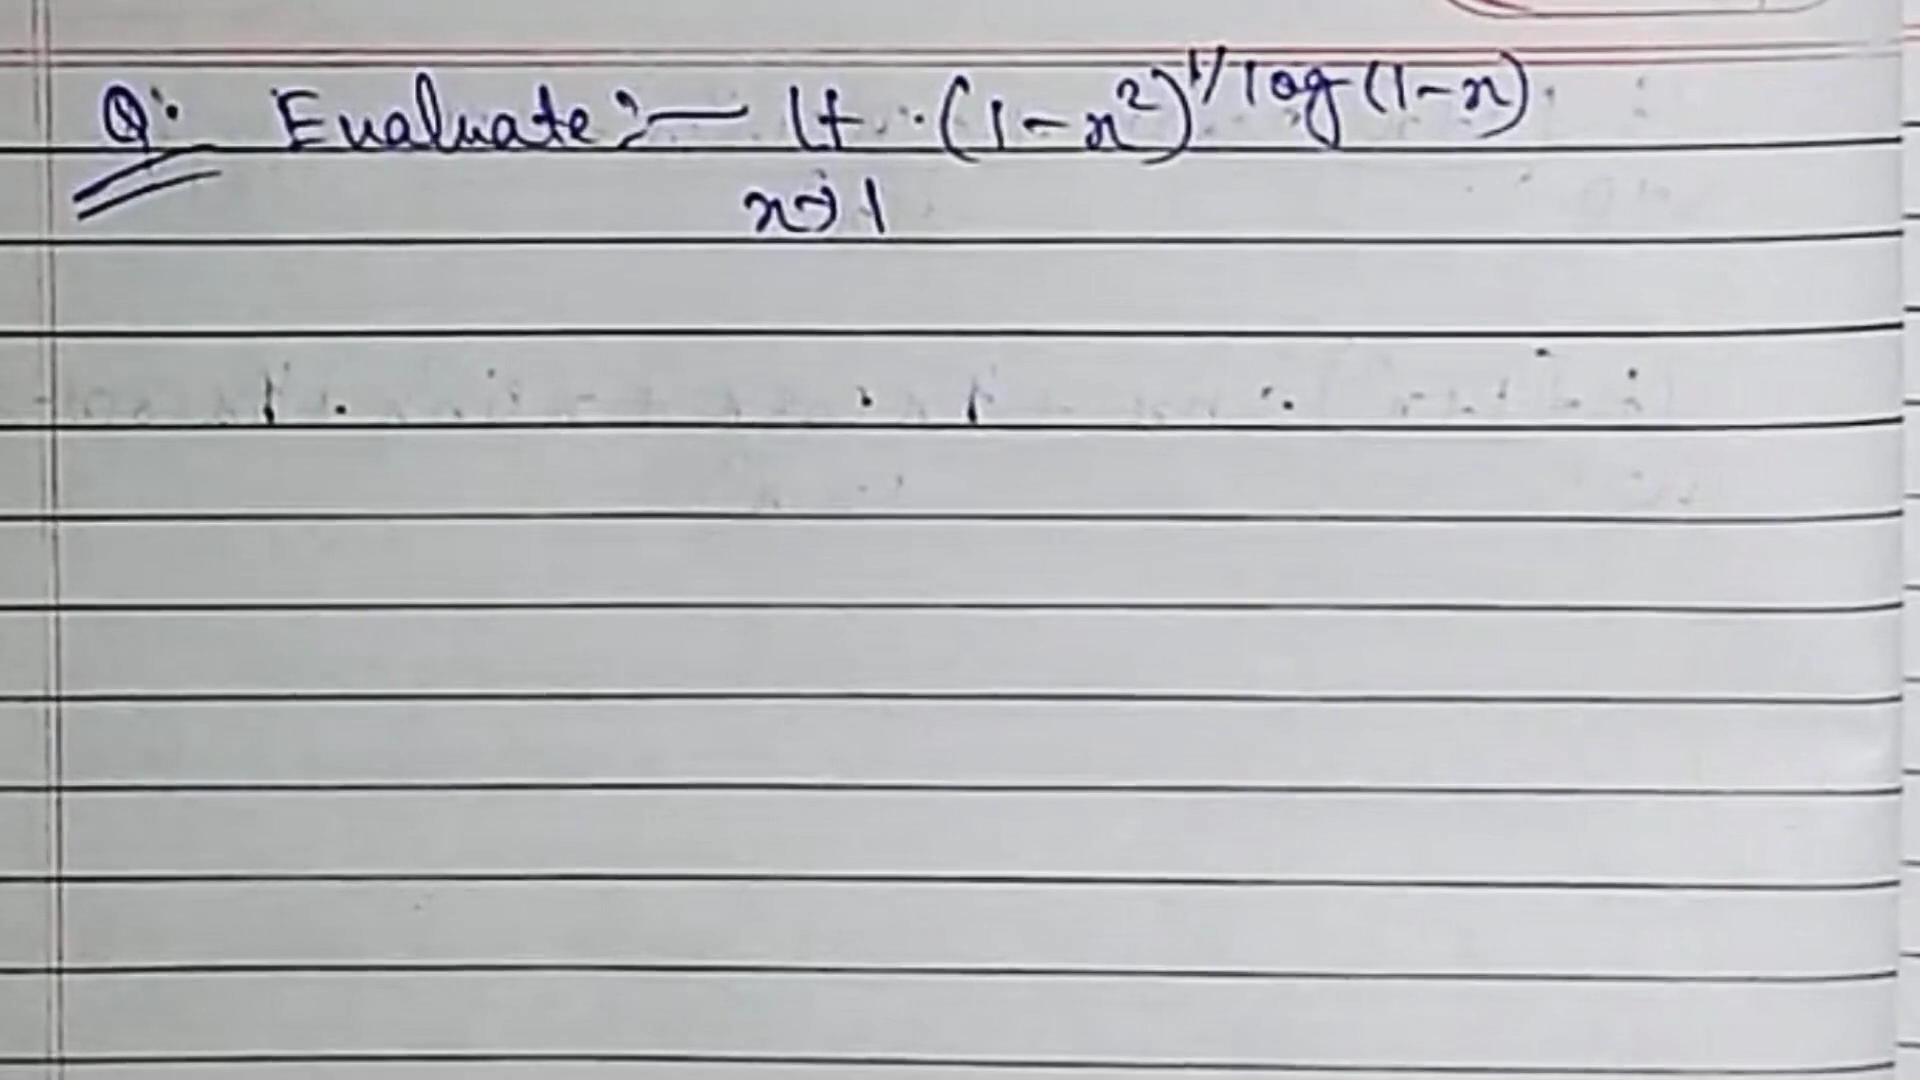 Q. Evaluate :— lt (1-x²)^1/log(1-x).
x→1